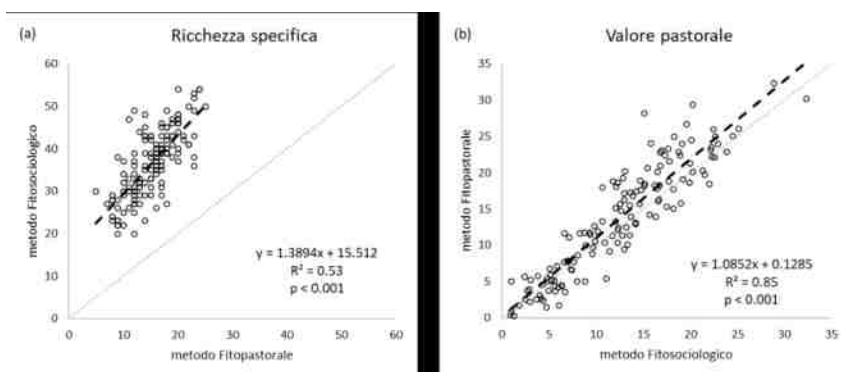 (a)
Ricchezza specifica
60
50
40
30
20
10
0
metodo Fitosociologico
y = 1.3894x + 15.512
R² = 0.53
p < 0.001
0 10 20 30 40 50 60
metodo Fitopastorale
(b)
Valore pastorale
35
30
25
20
15
10
5
0
metodo Fitopastorale
y = 1.0852x + 0.1285
R² = 0.85
p < 0.001
0 5 10 15 20 25 30 35
metodo Fitosociologico